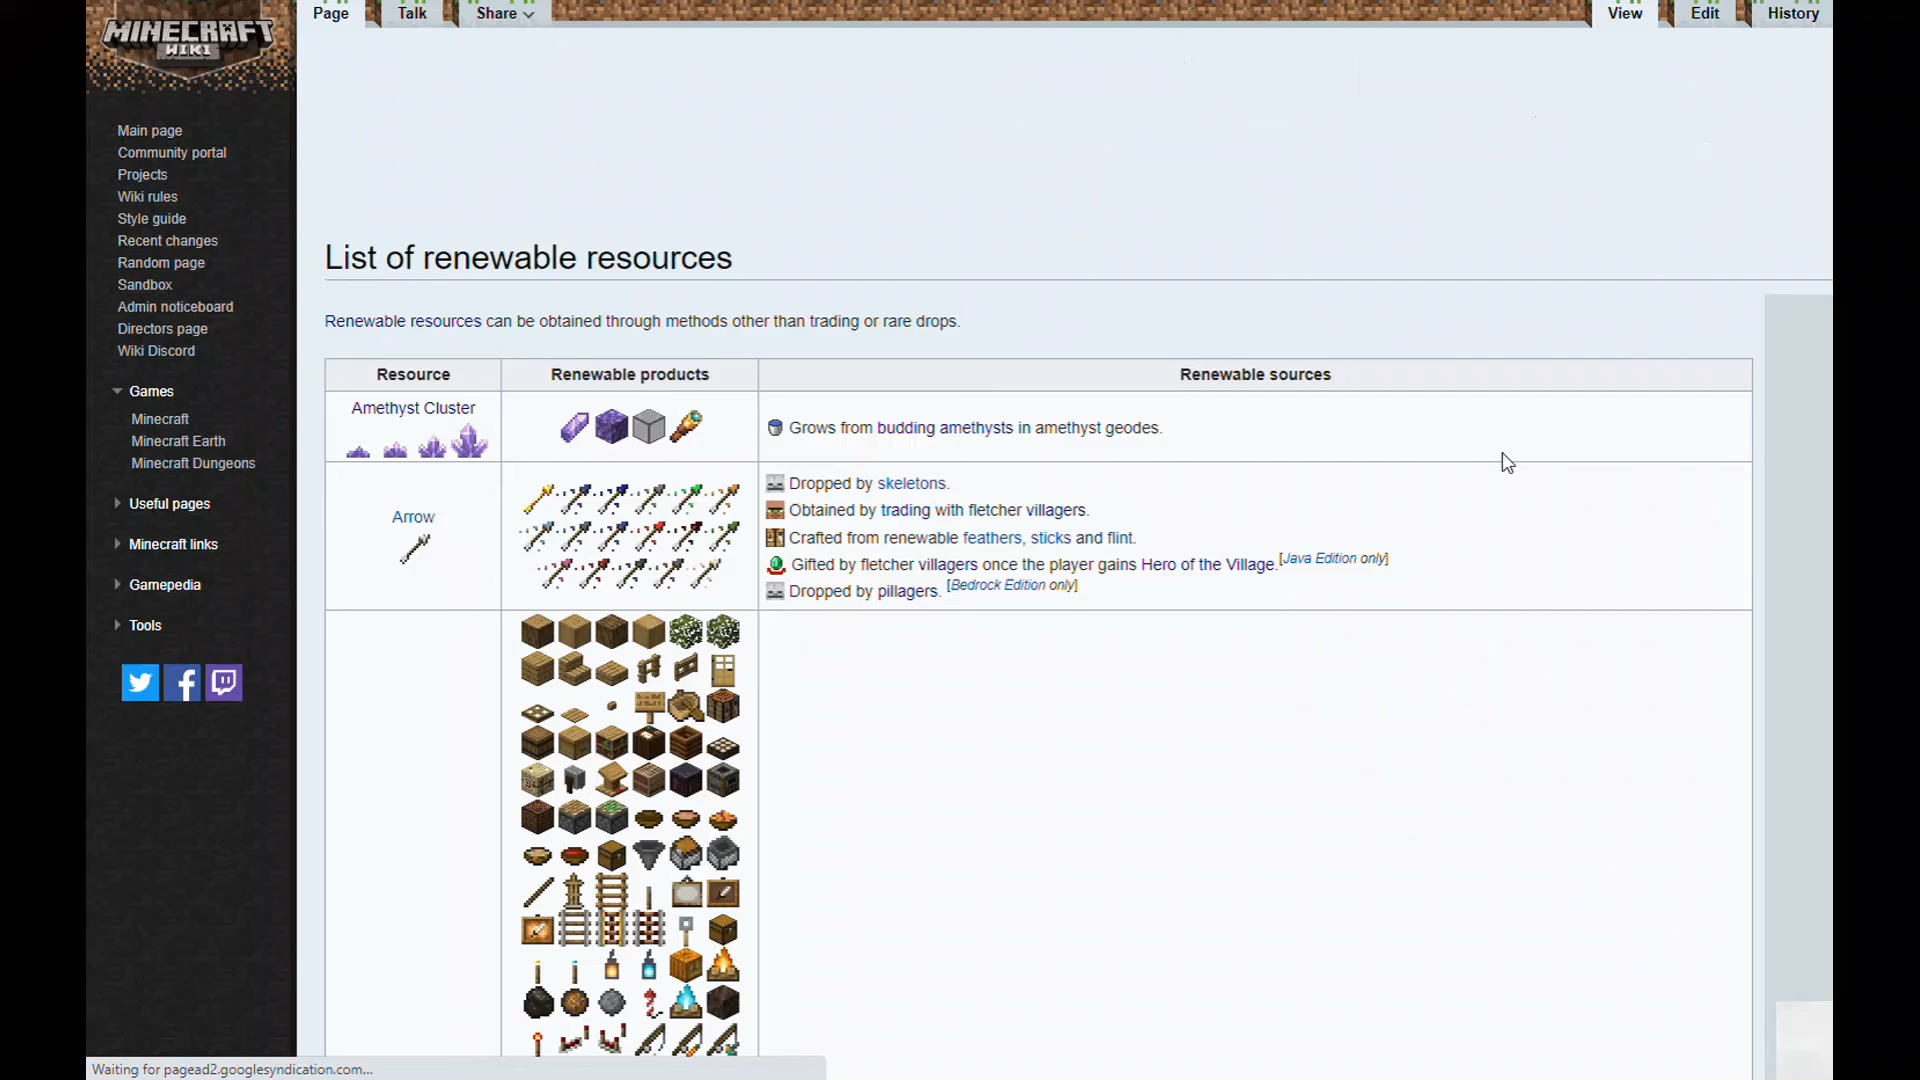 MINECRAFT
WIKI
Page
Talk
Share
View
Edit
History
Main page
Community portal
Projects
Wiki rules
Style guide
Recent changes
Random page
Sandbox
Admin noticeboard
Directors page
Wiki Discord
Games
Minecraft
Minecraft Earth
Minecraft Dungeons
Useful pages
Minecraft links
Gamepedia
Tools
List of renewable resources
Renewable resources can be obtained through methods other than trading or rare drops.
Resource
Renewable products
Renewable sources
Amethyst Cluster
Grows from budding amethysts in amethyst geodes.
Arrow
Dropped by skeletons.
Obtained by trading with fletcher villagers.
Crafted from renewable feathers, sticks and flint.
Gifted by fletcher villagers once the player gains Hero of the Village.[Java Edition only]
Dropped by pillagers. [Bedrock Edition only]
Waiting for pagead2.googlesyndication.com...